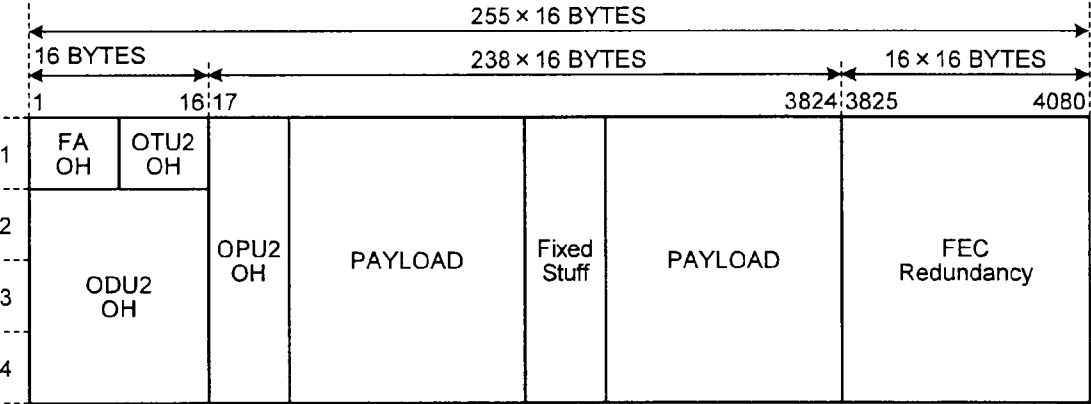 255 × 16 BYTES
16 BYTES
238 × 16 BYTES
16 × 16 BYTES
1
16
17
3824
3825
4080
1
FA
OH
OTU2
OH
2
3
4
ODU2
OH
OPU2
OH
PAYLOAD
Fixed
Stuff
PAYLOAD
FEC
Redundancy